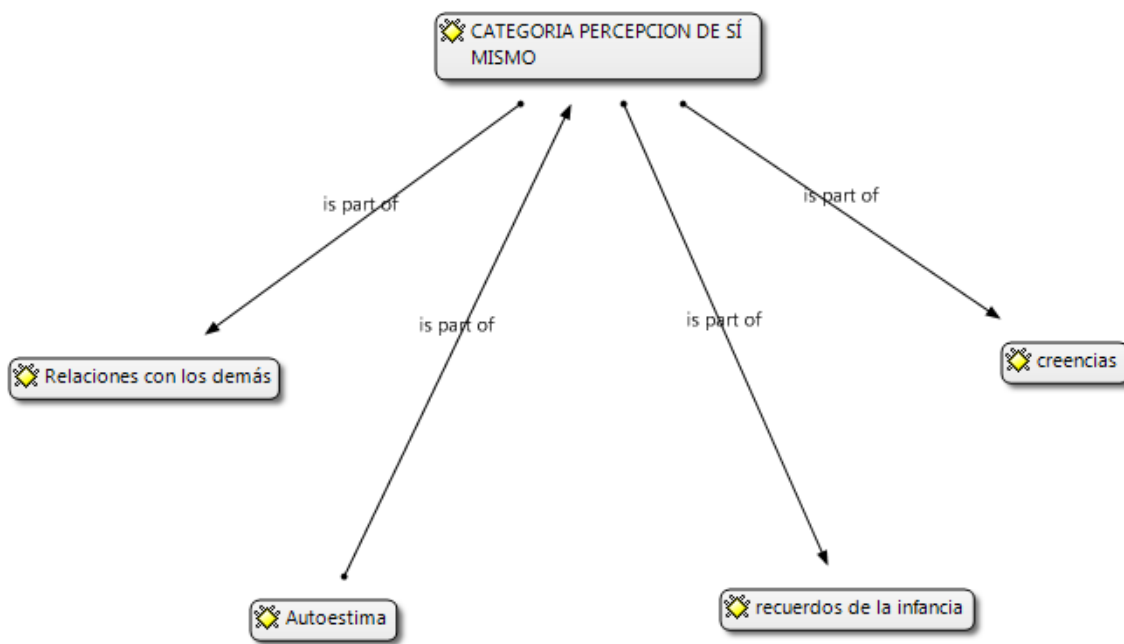 CATEGORIA PERCEPCION DE SÍ
MISMO
is part of
is part of
is part of
is part of
Relaciones con los demás
creencias
Autoestima
recuerdos de la infancia